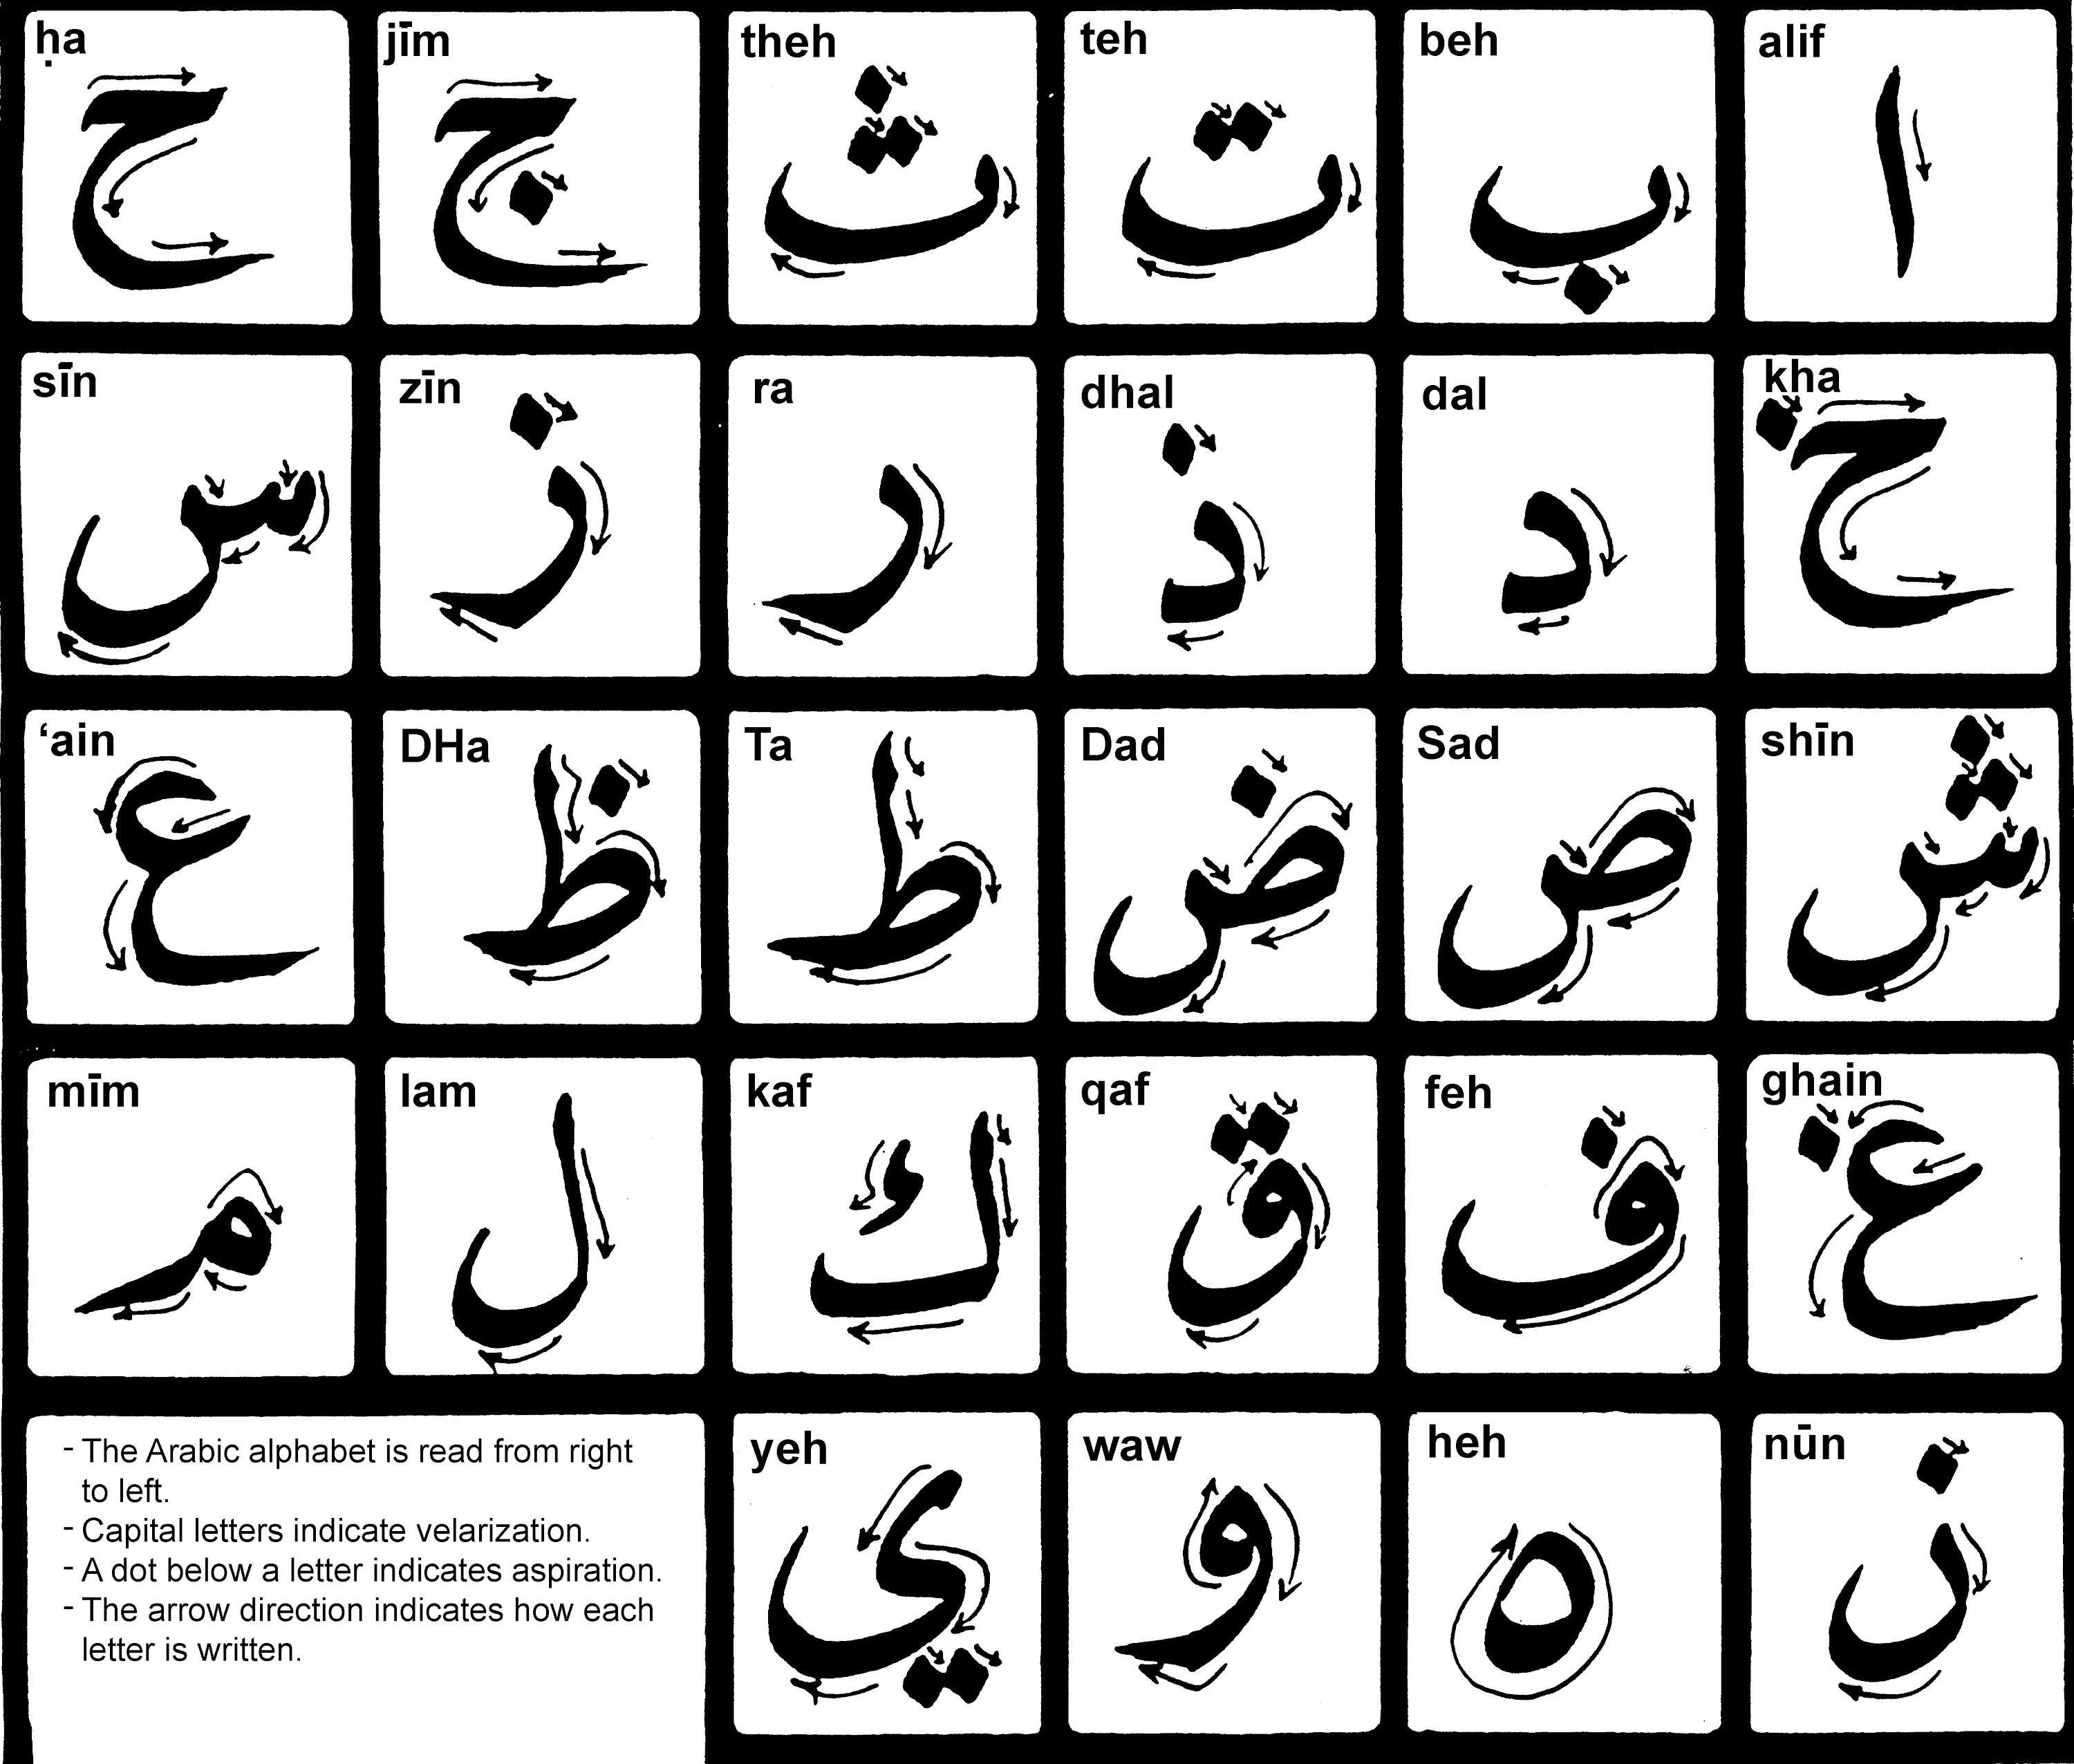 alif
ا
beh
ب
teh
ت
theh
ث
jīm
ج
ḥa
ح
kha
خ
dal
د
dhal
ذ
ra
ر
zīn
ز
sīn
س
shīn
ش
Sad
ص
Dad
ض
Ta
ط
DHa
ظ
‘ain
ع
ghain
غ
feh
ف
qaf
ق
kaf
ك
lam
ل
mīm
م
nūn
ن
heh
ه
waw
و
yeh
ي
- The Arabic alphabet is read from right
to left.
- Capital letters indicate velarization.
- A dot below a letter indicates aspiration.
- The arrow direction indicates how each
letter is written.